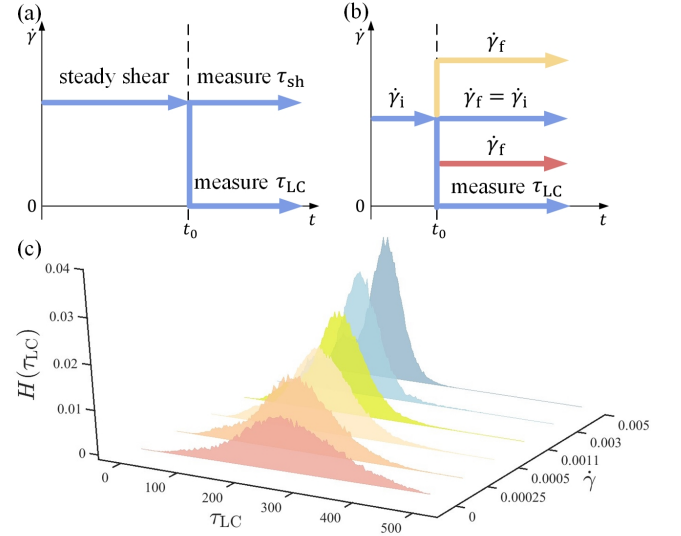 (a)
γ̇
steady shear
measure τsh
measure τLC
0
t0
t
(b)
γ̇
γ̇i
γ̇f
γ̇f = γ̇i
γ̇f
measure τLC
0
t0
t
(c)
H(τLC)
0.04
0.03
0.02
0.01
0
0
100
200
300
400
500
τLC
0
0.00025
0.0005
0.0011
0.003
0.005
γ̇